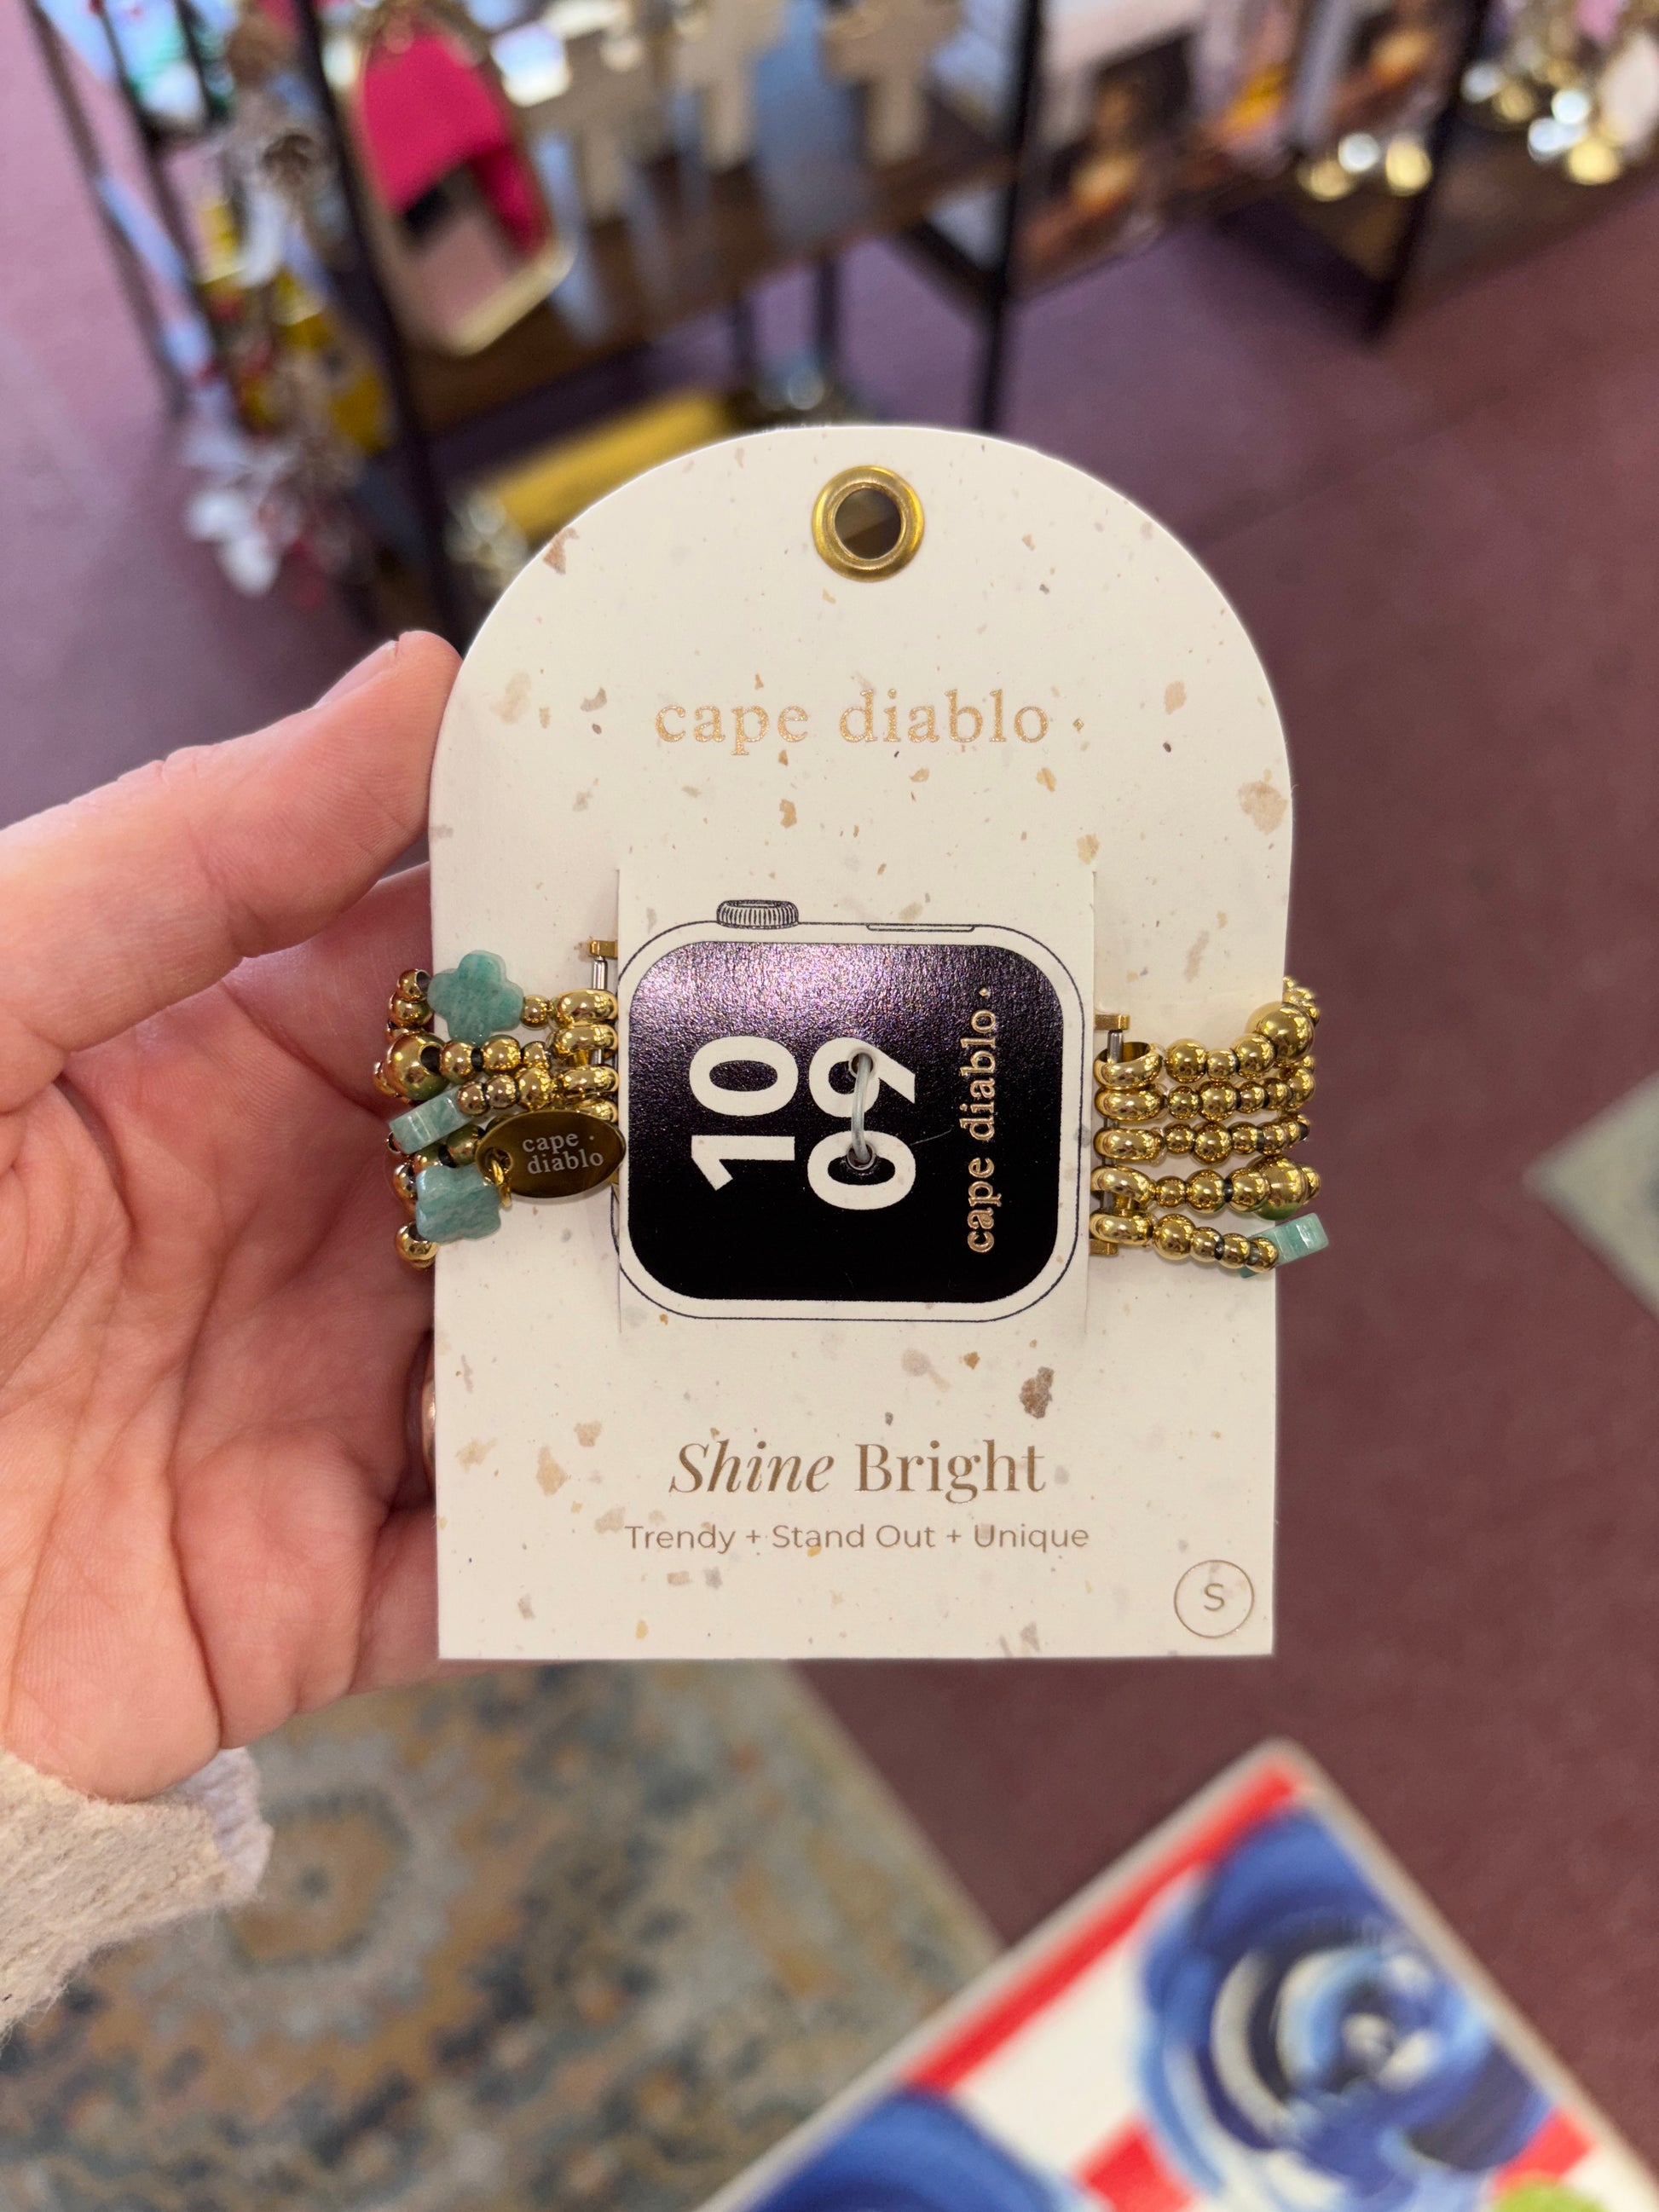 cape diablo
10
09
cape diablo
cape
diablo
Shine Bright
Trendy + Stand Out + Unique
S